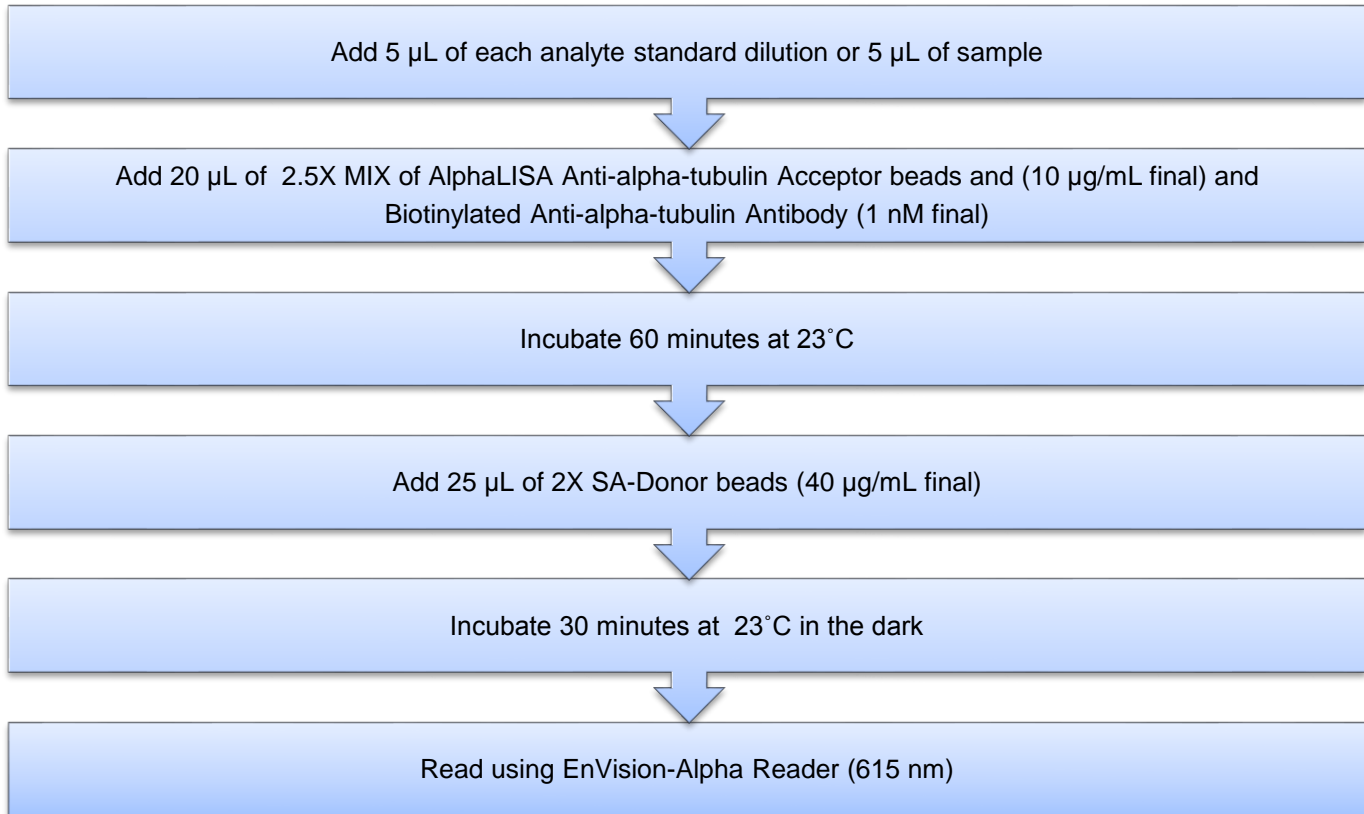 Add 5 µL of each analyte standard dilution or 5 µL of sample
Add 20 µL of  2.5X MIX of AlphaLISA Anti-alpha-tubulin Acceptor beads and (10 µg/mL final) and
Biotinylated Anti-alpha-tubulin Antibody (1 nM final)
Incubate 60 minutes at 23˚C
Add 25 µL of 2X SA-Donor beads (40 µg/mL final)
Incubate 30 minutes at  23˚C in the dark
Read using EnVision-Alpha Reader (615 nm)